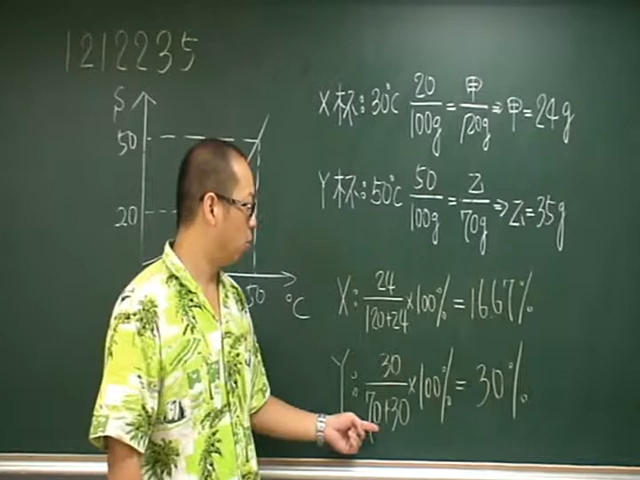 1212235
S
50
20
50 °C
X杯:30°C 20/100g = 甲/120g ⇒ 甲=24g
Y杯:50°C 50/100g = 乙/70g ⇒ 乙=35g
X: 24/120+24 ×100% = 16.67%
Y: 30/70+30 ×100% = 30%